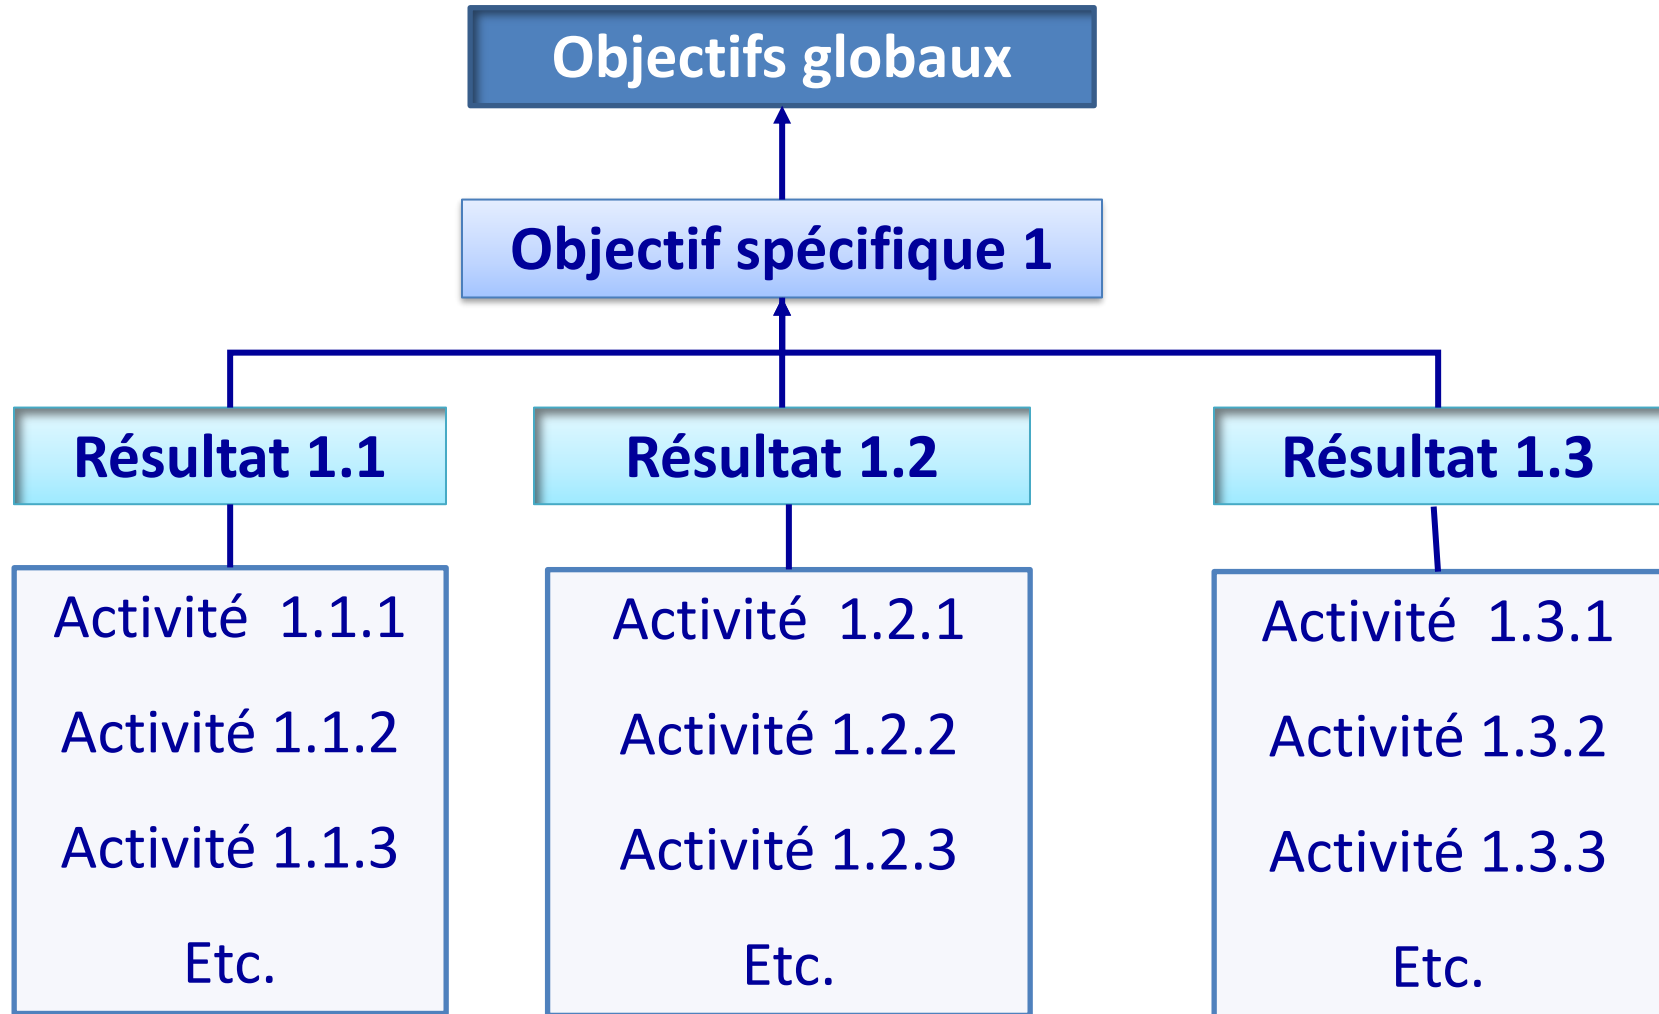 Objectifs globaux
Objectif spécifique 1
Résultat 1.1
Résultat 1.2
Résultat 1.3
Activité  1.1.1
Activité 1.1.2
Activité 1.1.3
Etc.
Activité  1.2.1
Activité 1.2.2
Activité 1.2.3
Etc.
Activité  1.3.1
Activité 1.3.2
Activité 1.3.3
Etc.